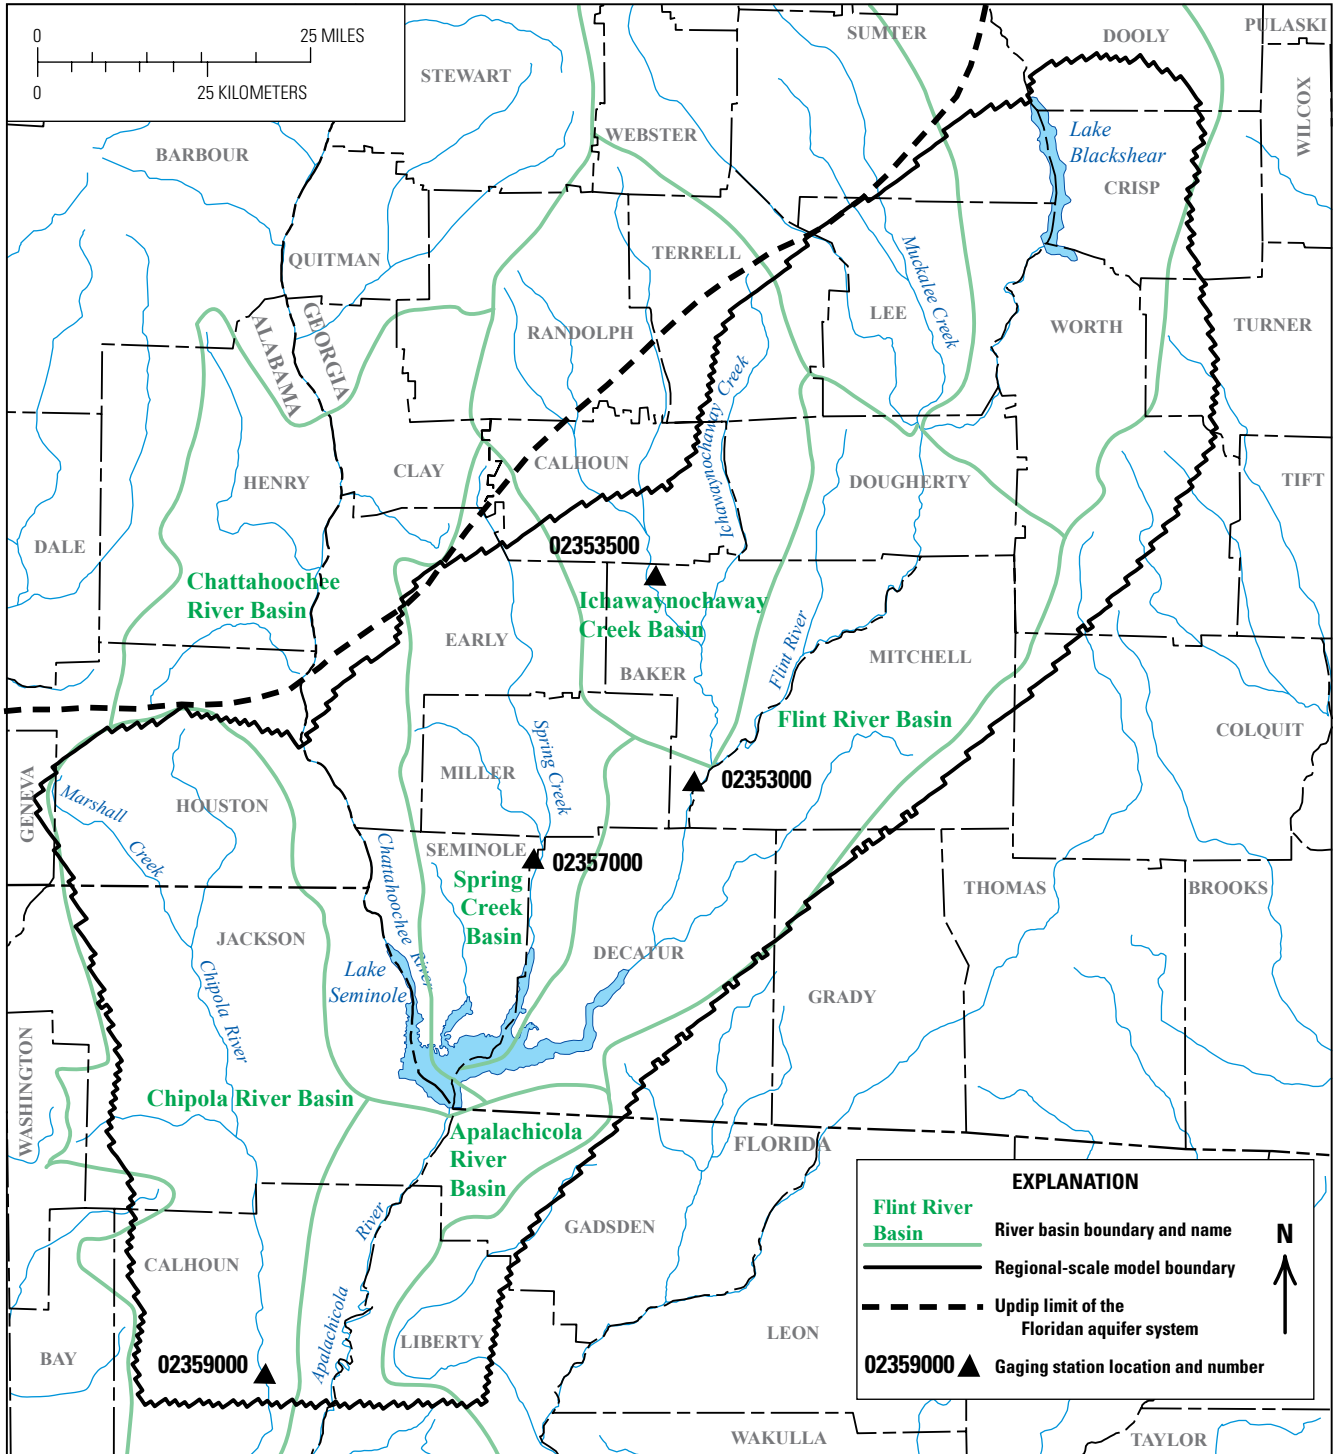 0
25 MILES
0
25 KILOMETERS
SUMTER
DOOLY
PULASKI
STEWART
WILCOX
WEBSTER
Lake
Blackshear
BARBOUR
CRISP
TERRELL
Muckalee Creek
QUITMAN
GEORGIA
ALABAMA
RANDOLPH
LEE
WORTH
TURNER
Ichawaynochaway Creek
CALHOUN
CLAY
HENRY
DOUGHERTY
TIFT
DALE
02353500
Chattahoochee
River Basin
Ichawaynochaway
Creek Basin
EARLY
Flint River
MITCHELL
BAKER
Flint River Basin
COLQUIT
Spring Creek
MILLER
02353000
GENEVA
Marshall
Creek
HOUSTON
Chattahoochee River
SEMINOLE
02357000
Spring
Creek
Basin
THOMAS
BROOKS
JACKSON
DECATUR
Lake
Seminole
Chipola River
GRADY
WASHINGTON
Chipola River Basin
Apalachicola
River
Basin
FLORIDA
GADSDEN
River
Apalachicola
CALHOUN
LIBERTY
LEON
BAY
02359000
WAKULLA
TAYLOR
EXPLANATION
Flint River
Basin
River basin boundary and name
Regional-scale model boundary
Updip limit of the
Floridan aquifer system
02359000
Gaging station location and number
N